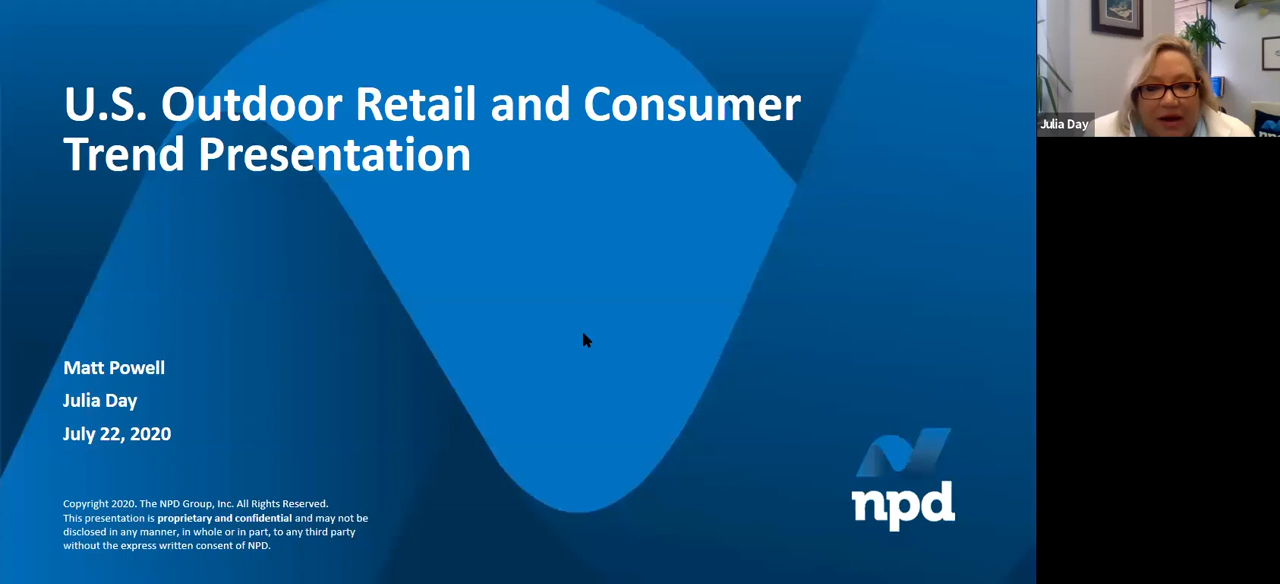 U.S. Outdoor Retail and Consumer
Trend Presentation
Julia Day
Matt Powell
Julia Day
July 22, 2020
Copyright 2020. The NPD Group, Inc. All Rights Reserved.
This presentation is proprietary and confidential and may not be
disclosed in any manner, in whole or in part, to any third party
without the express written consent of NPD.
npd